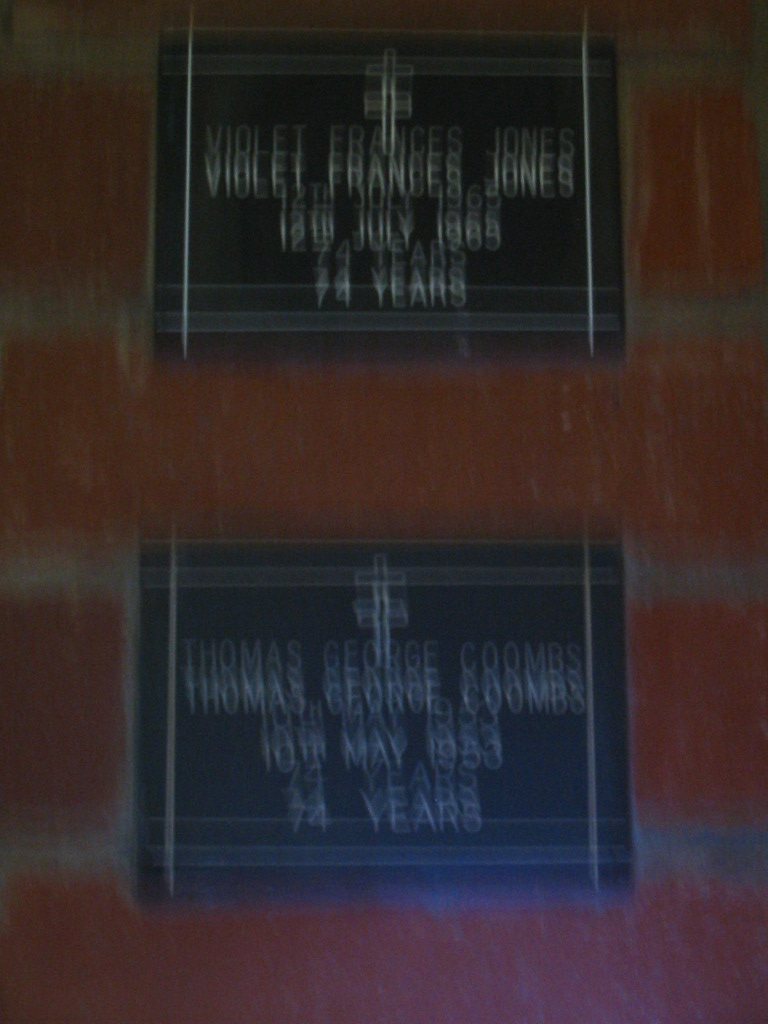 VIOLET FRANCES JONES
12TH JULY 1965
74 YEARS
THOMAS GEORGE COOMBS
10TH MAY 1953
74 YEARS